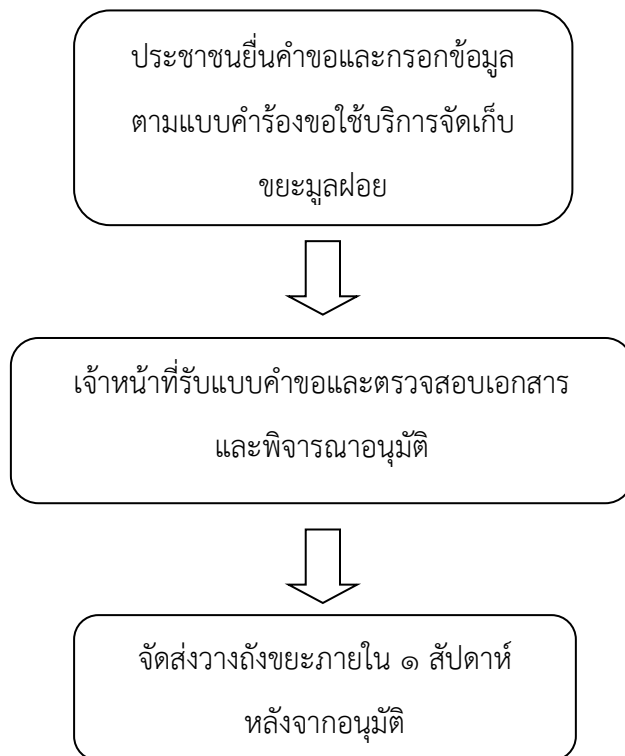 ประชาชนยื่นคำขอและกรอกข้อมูล
ตามแบบคำร้องขอใช้บริการจัดเก็บ
ขยะมูลฝอย
เจ้าหน้าที่รับแบบคำขอและตรวจสอบเอกสาร
และพิจารณาอนุมัติ
จัดส่งวางถังขยะภายใน ๑ สัปดาห์
หลังจากอนุมัติ